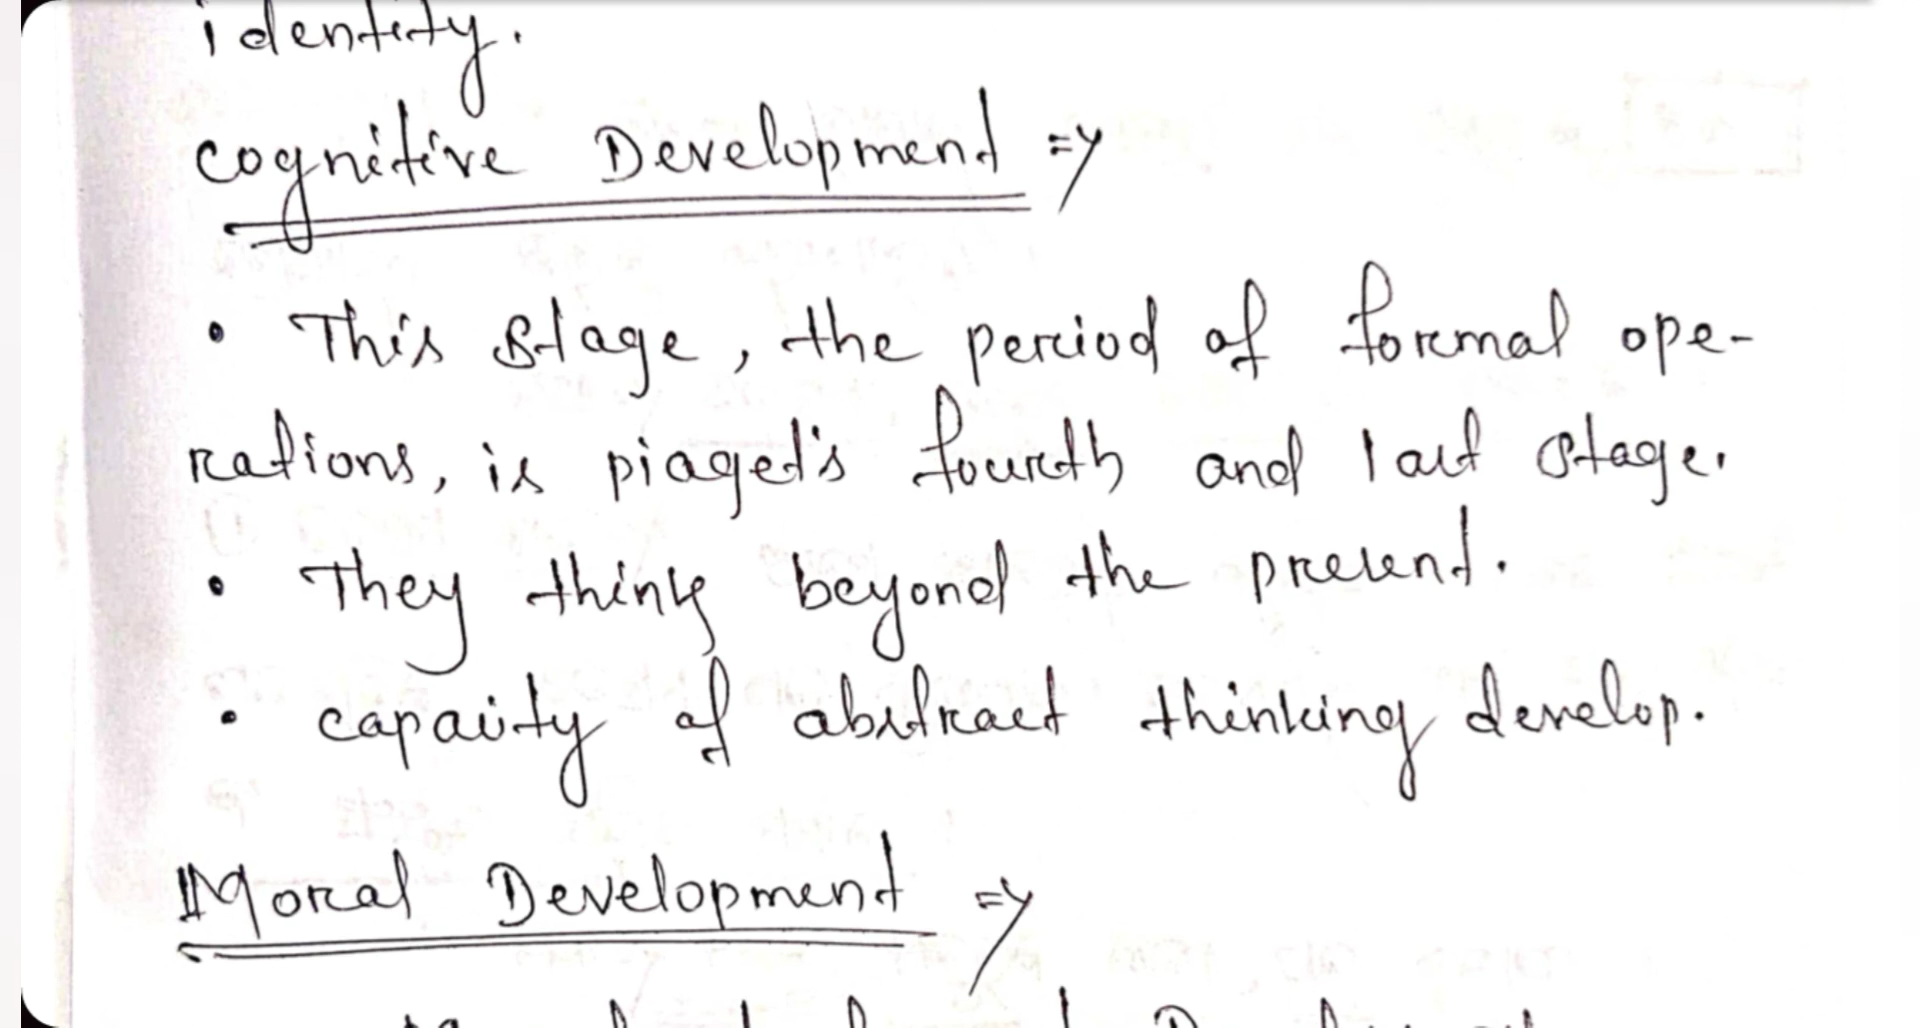 identity.
cognitive Development =>
• This stage, the period of formal ope-
rations, is piaget's fourth and last stage.
• They think beyond the present.
• capacity of abstract thinking develop.
Moral Development =>